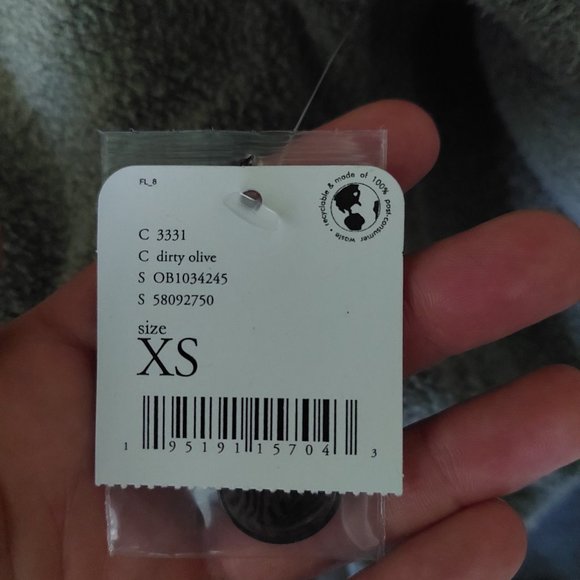 FL_8
recyclable & made of 100% post-consumer waste •
C 3331
C dirty olive
S OB1034245
S 58092750
size
XS
1 95191 15704 3